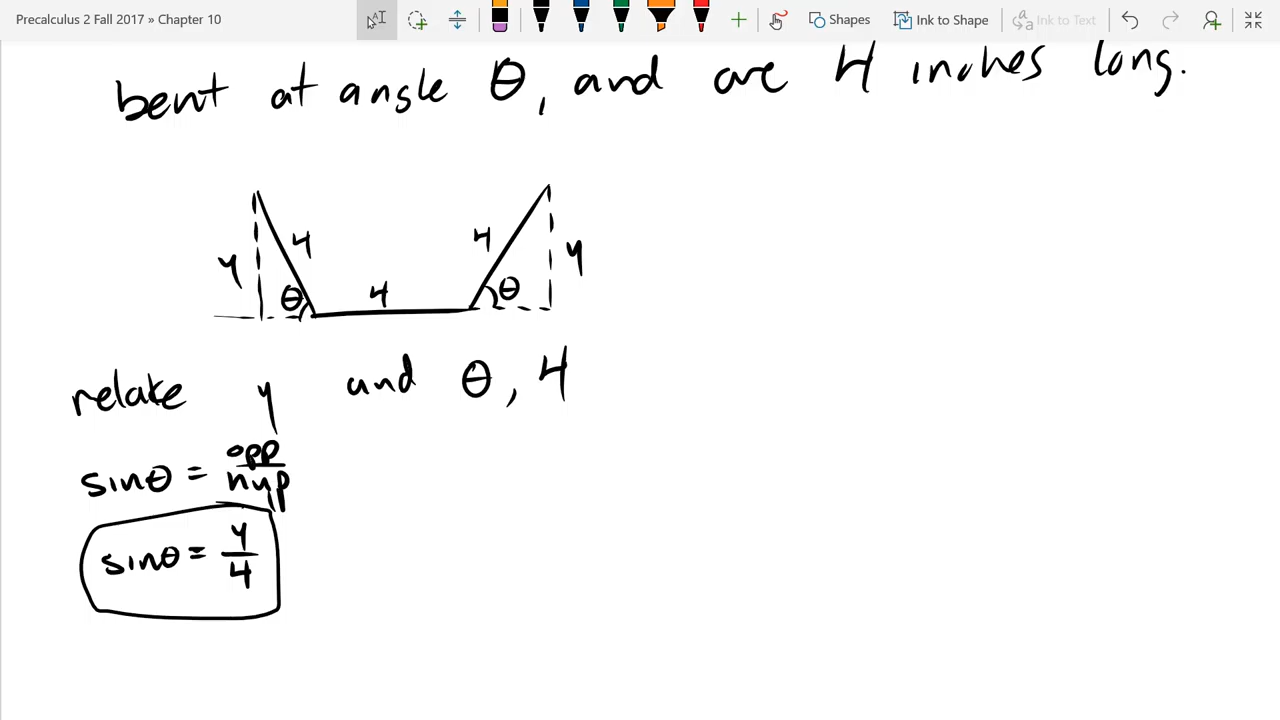 Precalculus 2 Fall 2017 » Chapter 10
Shapes
Ink to Shape
Ink to Text
bent at angle θ, and are 4 inches long.
y 4 θ 4 4 θ y
relate y and θ, 4
sinθ = opp/hyp
sinθ = y/4